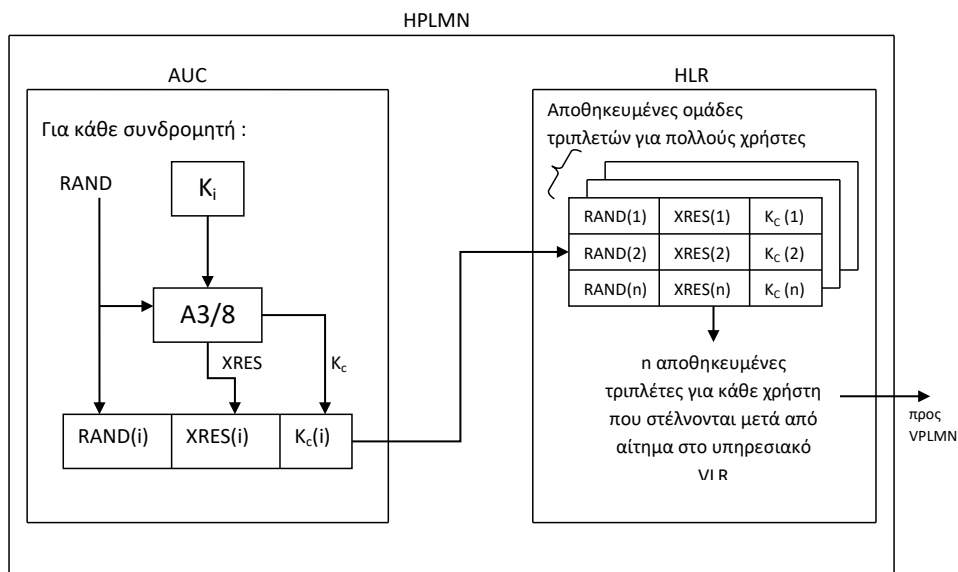 HPLMN
AUC
Για κάθε συνδρομητή :
RAND
Ki
A3/8
XRES
Kc
RAND(i) XRES(i) Kc(i)
HLR
Αποθηκευμένες ομάδες
τριπλετών για πολλούς χρήστες
RAND(1) XRES(1) KC (1)
RAND(2) XRES(2) KC (2)
RAND(n) XRES(n) KC (n)
n αποθηκευμένες
τριπλέτες για κάθε χρήστη
που στέλνονται μετά από
αίτημα στο υπηρεσιακό
VLR
προς
VPLMN